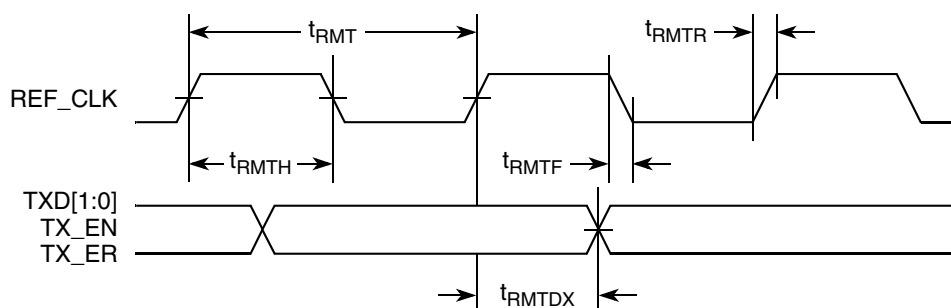 tRMT
tRMTR
REF_CLK
tRMTH
tRMTF
TXD[1:0]
TX_EN
TX_ER
tRMTDX